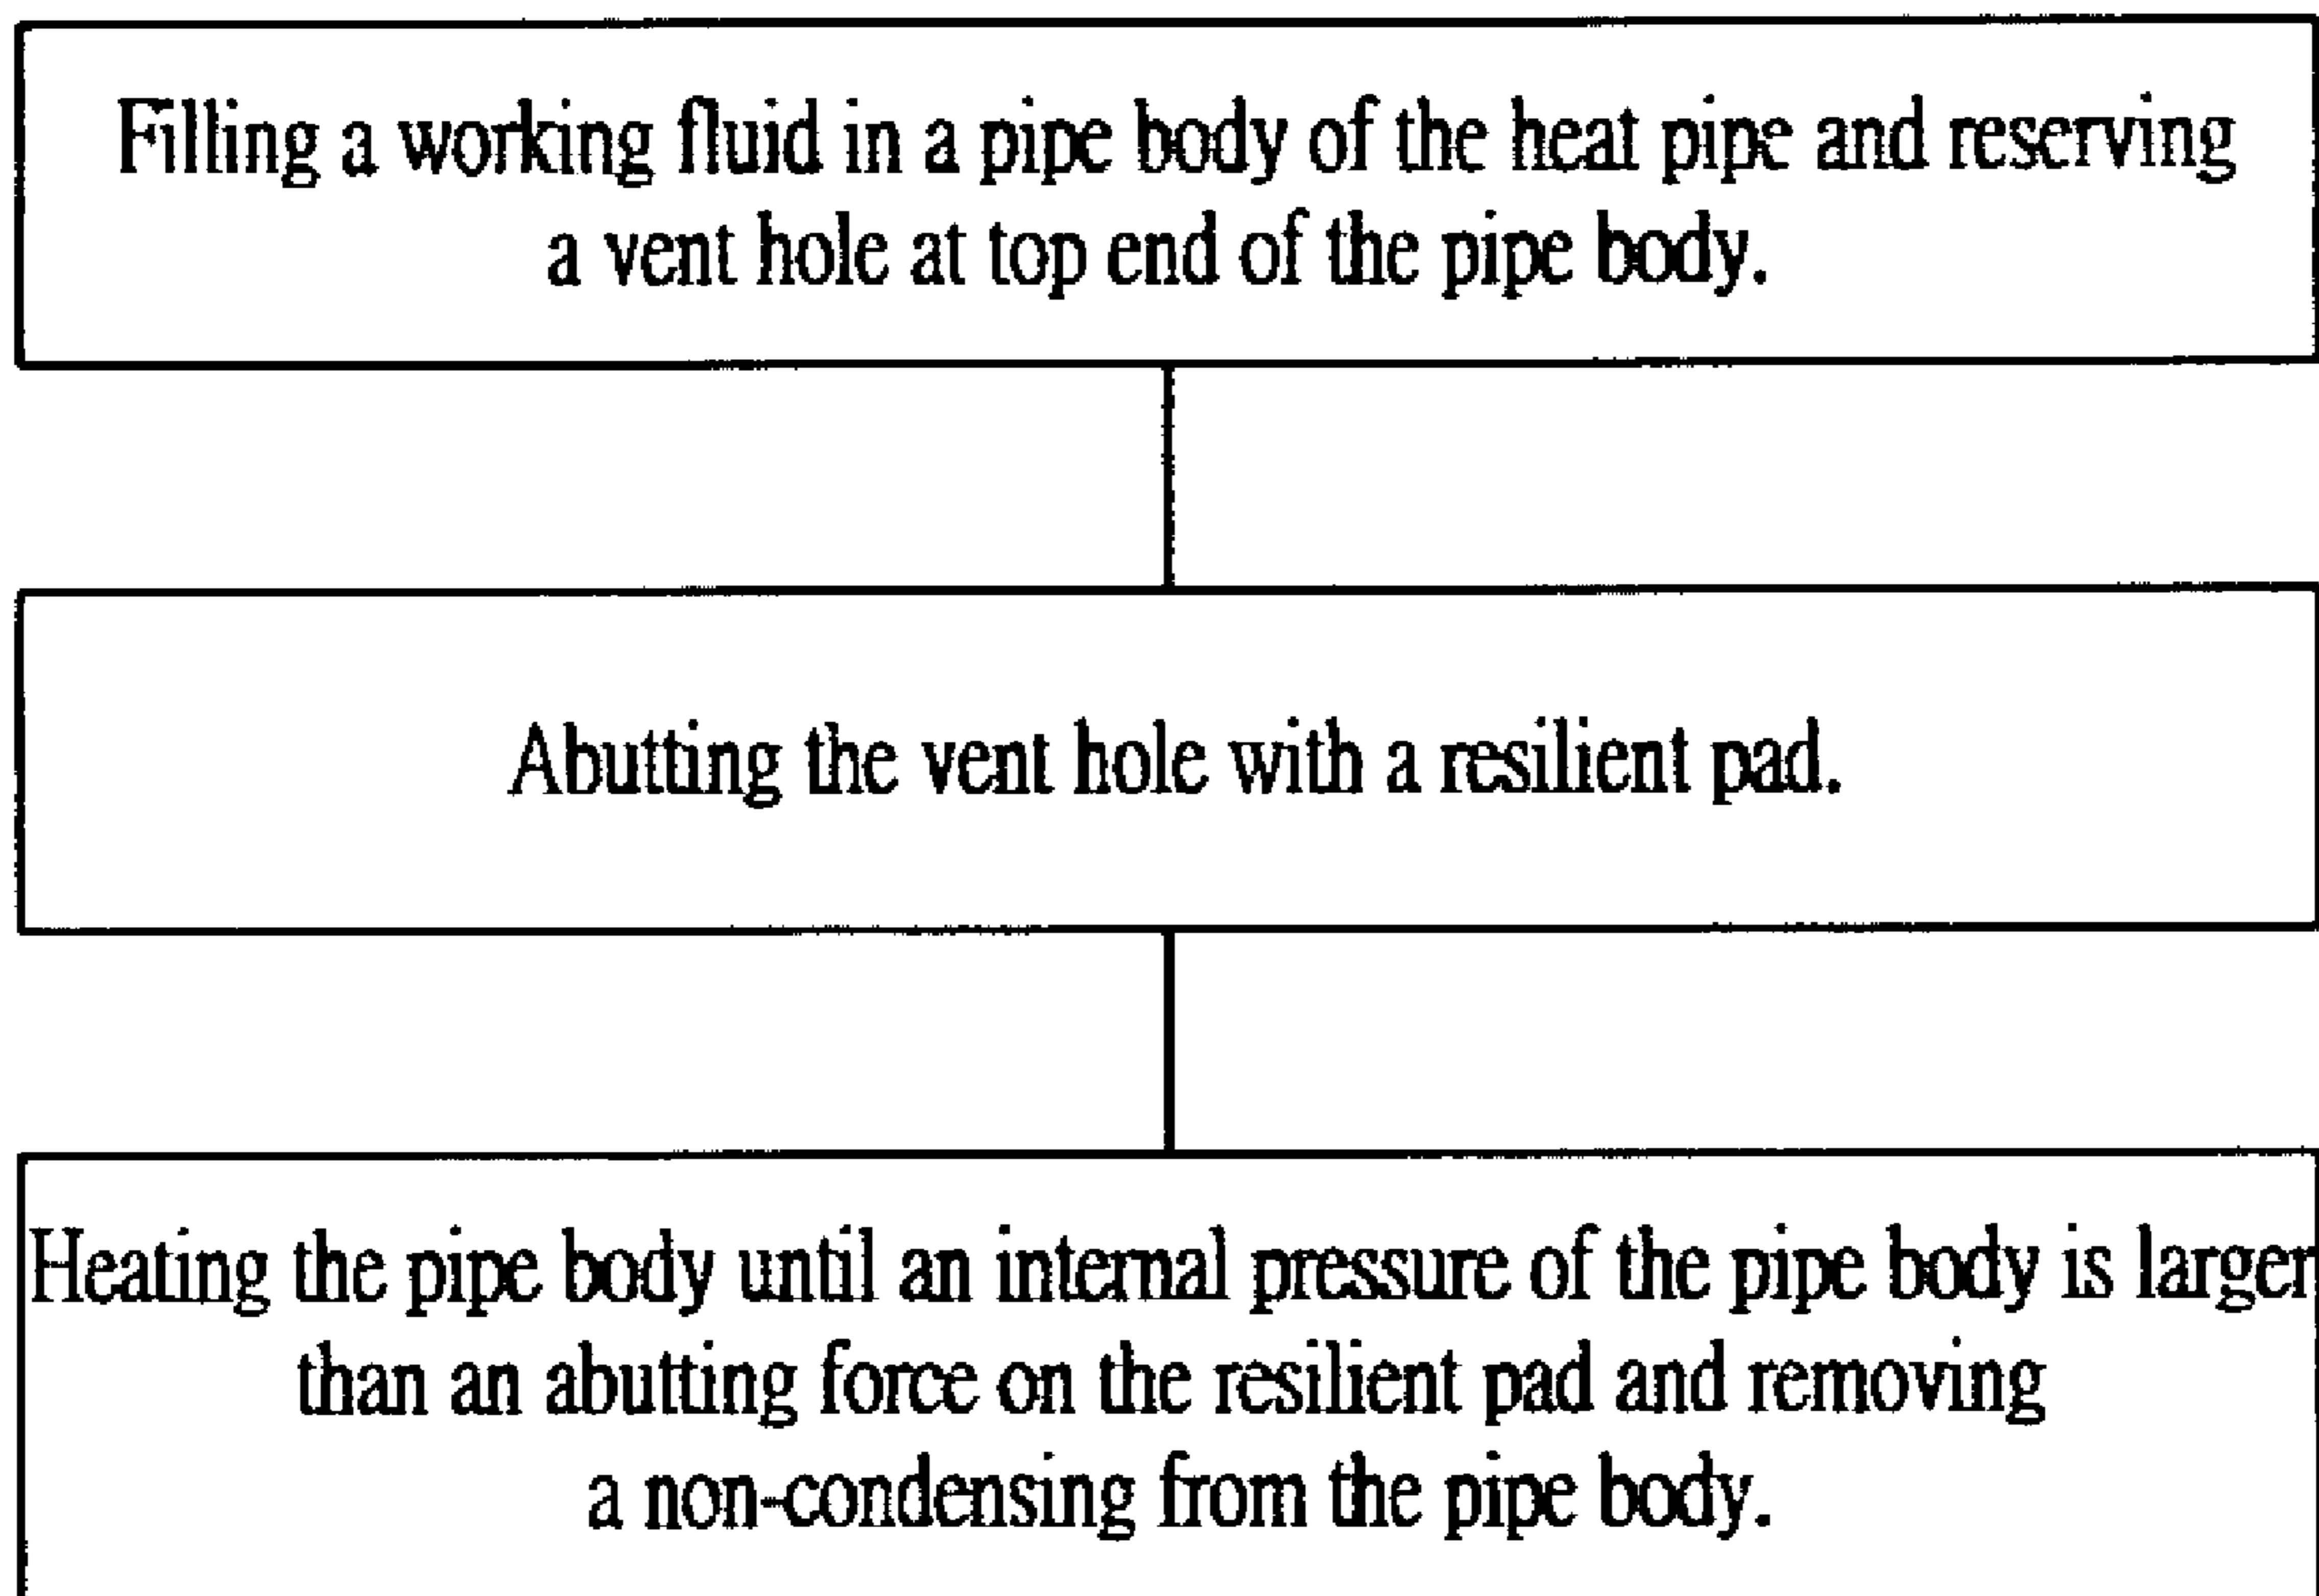 Filling a working fluid in a pipe body of the heat pipe and reserving
a vent hole at top end of the pipe body.
Abutting the vent hole with a resilient pad.
Heating the pipe body until an internal pressure of the pipe body is larger
than an abutting force on the resilient pad and removing
a non-condensing from the pipe body.